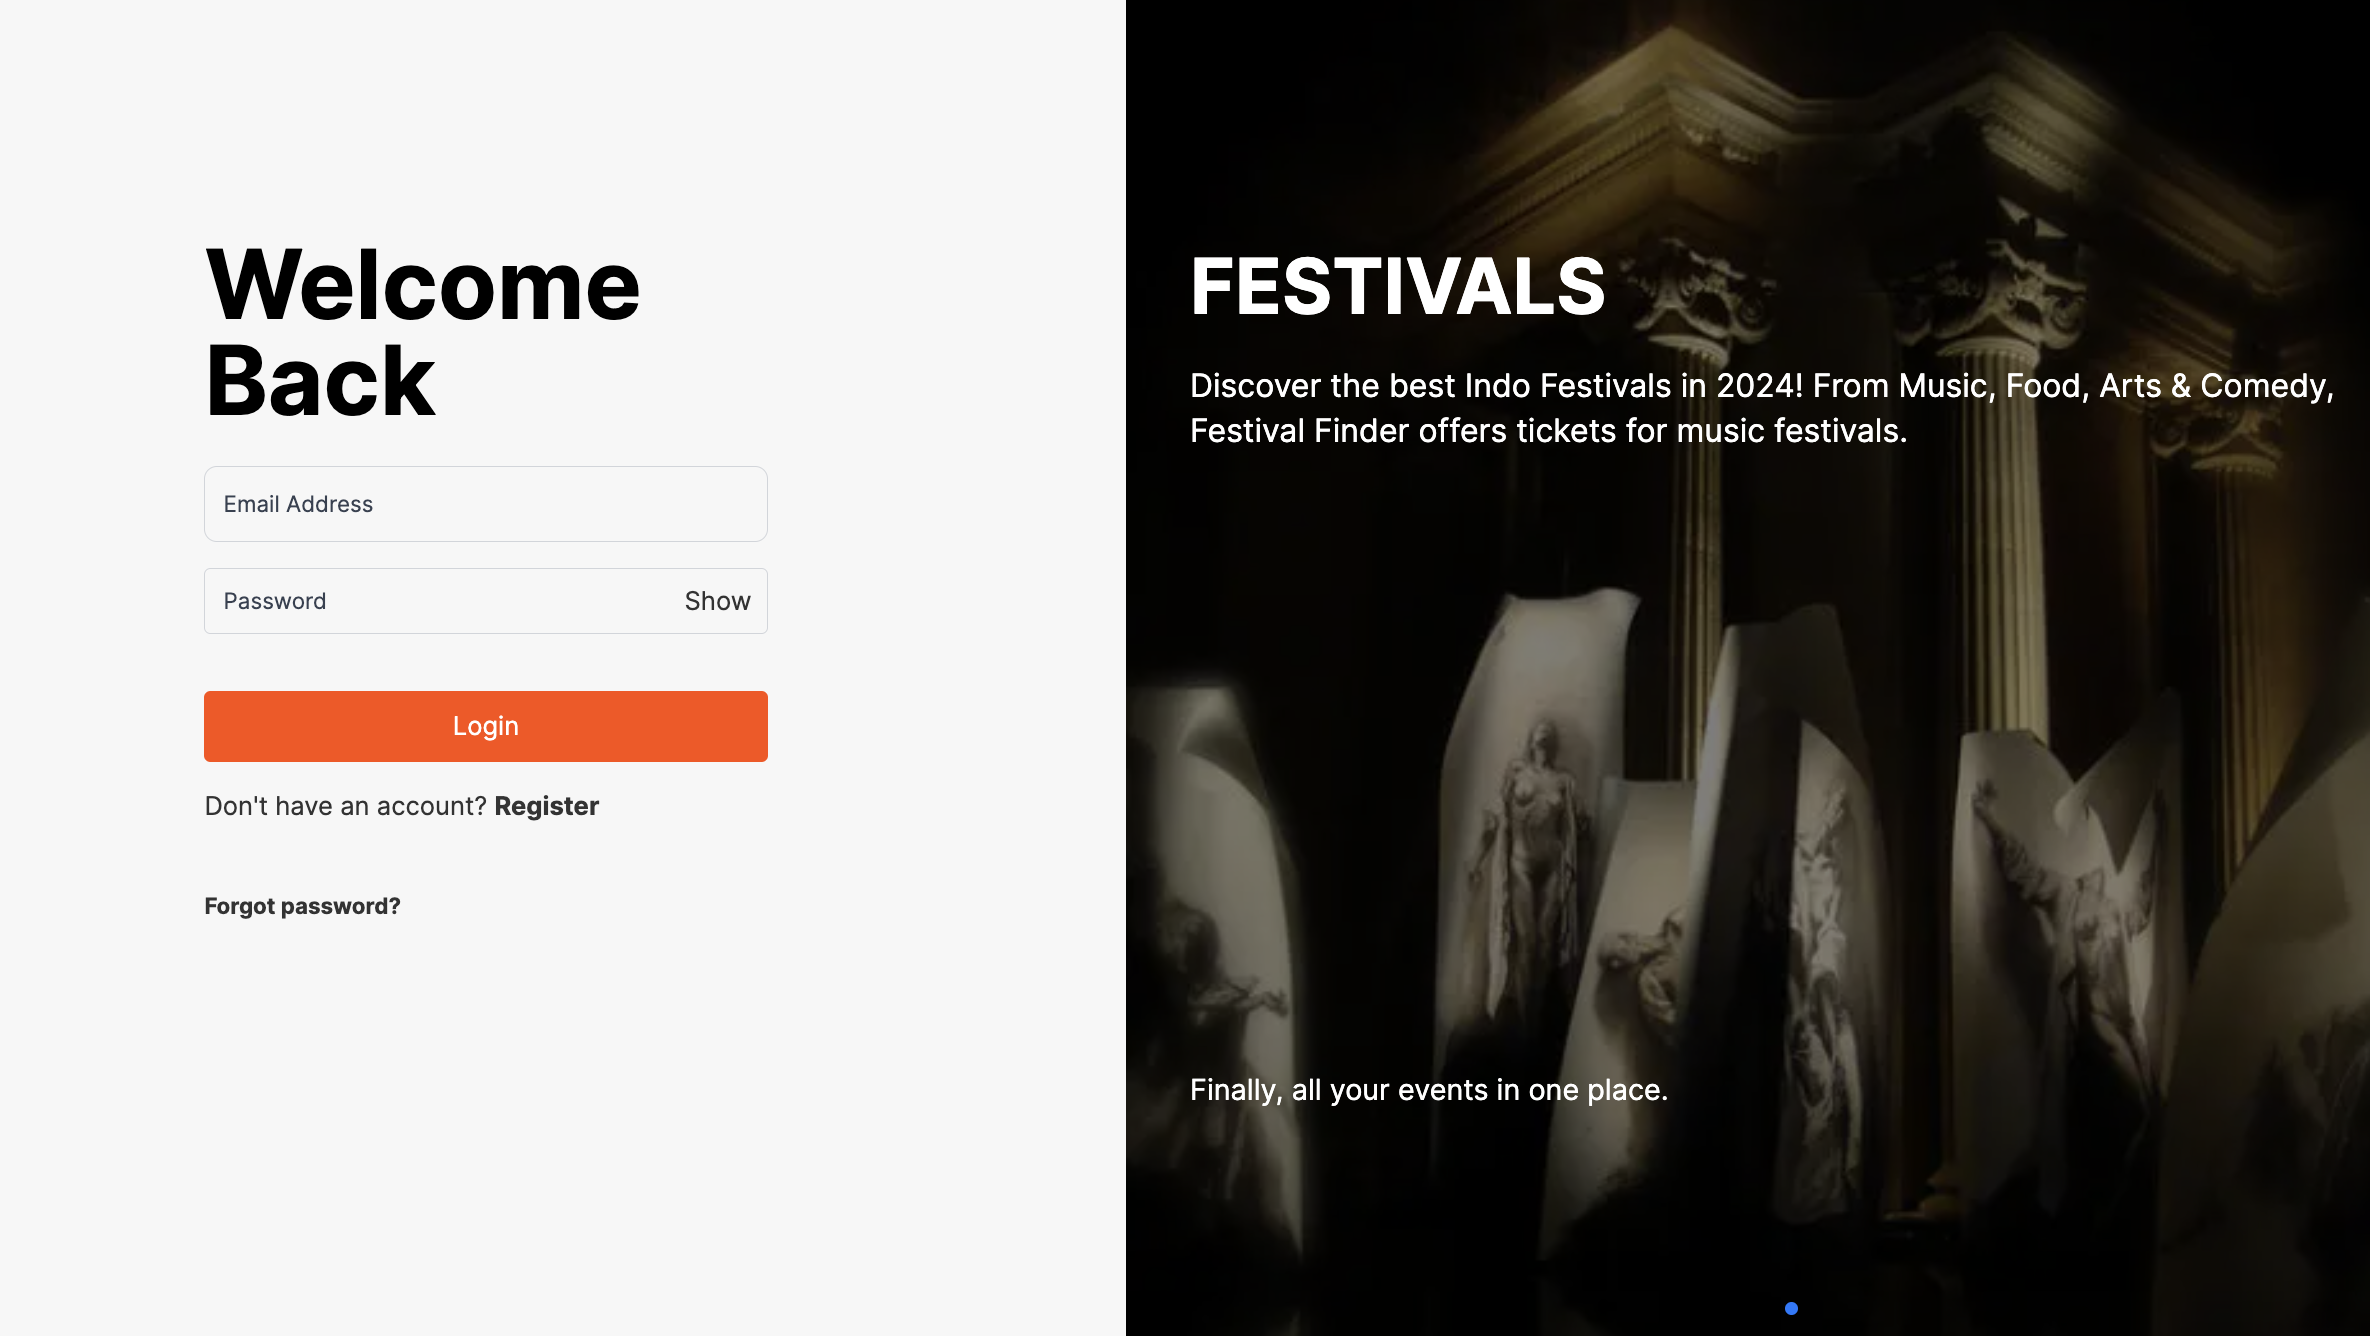 Welcome
Back
Email Address
Password Show
Login
Don't have an account? Register
Forgot password?
FESTIVALS
Discover the best Indo Festivals in 2024! From Music, Food, Arts & Comedy,
Festival Finder offers tickets for music festivals.
Finally, all your events in one place.